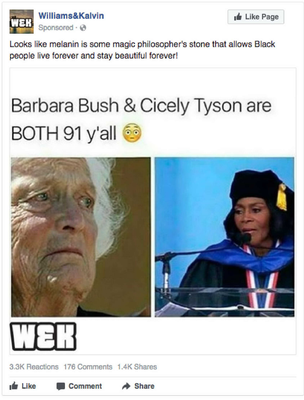 Williams&Kalvin
Sponsored ·
Like Page
Looks like melanin is some magic philosopher's stone that allows Black
people live forever and stay beautiful forever!
Barbara Bush & Cicely Tyson are
BOTH 91 y'all 😳
W&K
3.3K Reactions 176 Comments 1.4K Shares
Like Comment Share